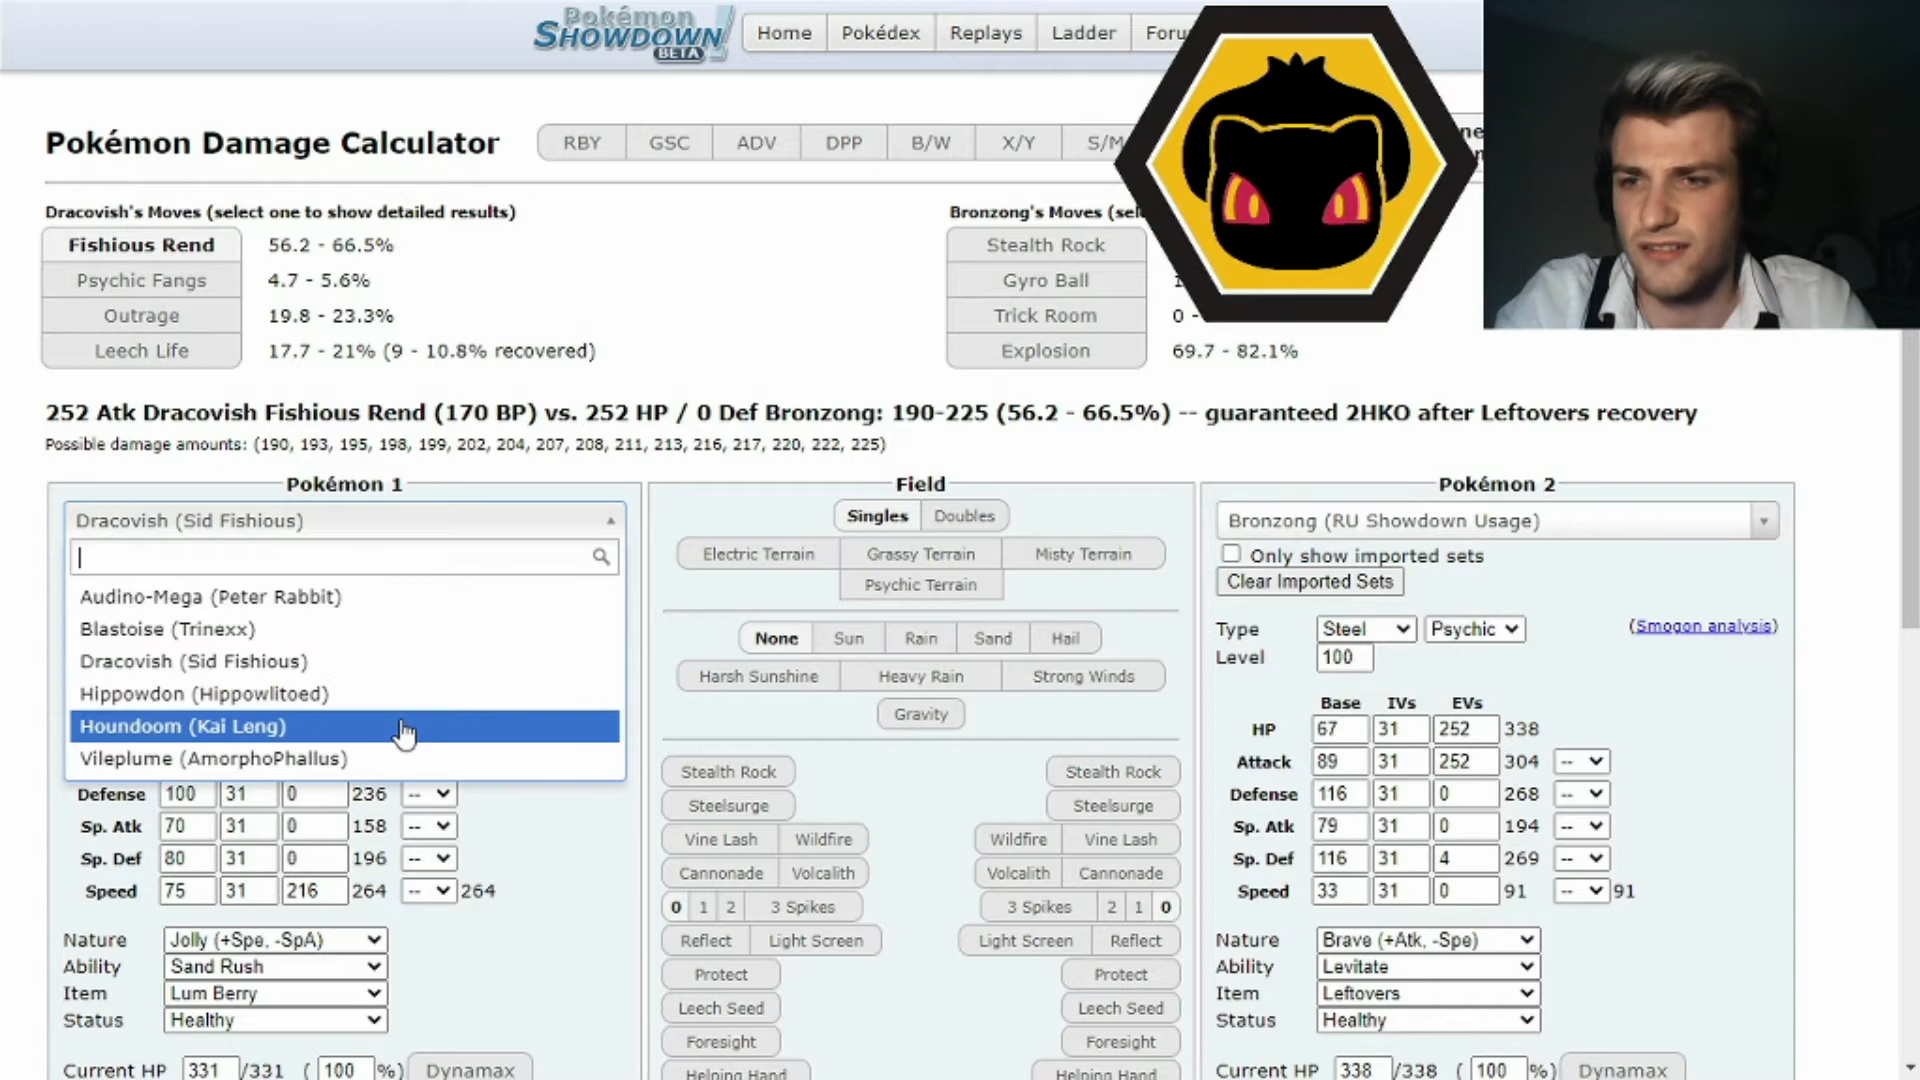 Pokémon SHOWDOWN! BETA
Home Pokédex Replays Ladder
Pokémon Damage Calculator
RBY GSC ADV DPP B/W X/Y S/M
Dracovish's Moves (select one to show detailed results)
Fishious Rend 56.2 - 66.5%
Psychic Fangs 4.7 - 5.6%
Outrage 19.8 - 23.3%
Leech Life 17.7 - 21% (9 - 10.8% recovered)
Bronzong's Moves
Stealth Rock
Gyro Ball
Trick Room 0 -
Explosion 69.7 - 82.1%
252 Atk Dracovish Fishious Rend (170 BP) vs. 252 HP / 0 Def Bronzong: 190-225 (56.2 - 66.5%) -- guaranteed 2HKO after Leftovers recovery
Possible damage amounts: (190, 193, 195, 198, 199, 202, 204, 207, 208, 211, 213, 216, 217, 220, 222, 225)
Pokémon 1
Dracovish (Sid Fishious)
Audino-Mega (Peter Rabbit)
Blastoise (Trinexx)
Dracovish (Sid Fishious)
Hippowdon (Hippowlitoed)
Houndoom (Kai Leng)
Vileplume (AmorphoPhallus)
Defense 100 31 0 236 --
Sp. Atk 70 31 0 158 --
Sp. Def 80 31 0 196 --
Speed 75 31 216 264 -- 264
Nature Jolly (+Spe, -SpA)
Ability Sand Rush
Item Lum Berry
Status Healthy
Current HP 331 /331 ( 100 %) Dynamax
Field
Singles Doubles
Electric Terrain Grassy Terrain Misty Terrain
Psychic Terrain
None Sun Rain Sand Hail
Harsh Sunshine Heavy Rain Strong Winds
Gravity
Stealth Rock Stealth Rock
Steelsurge Steelsurge
Vine Lash Wildfire Wildfire Vine Lash
Cannonade Volcalith Volcalith Cannonade
0 1 2 3 Spikes 3 Spikes 2 1 0
Reflect Light Screen Light Screen Reflect
Protect Protect
Leech Seed Leech Seed
Foresight Foresight
Helping Hand Helping Hand
Pokémon 2
Bronzong (RU Showdown Usage)
Only show imported sets
Clear Imported Sets
Type Steel Psychic (Smogon analysis)
Level 100
Base IVs EVs
HP 67 31 252 338
Attack 89 31 252 304 --
Defense 116 31 0 268 --
Sp. Atk 79 31 0 194 --
Sp. Def 116 31 4 269 --
Speed 33 31 0 91 -- 91
Nature Brave (+Atk, -Spe)
Ability Levitate
Item Leftovers
Status Healthy
Current HP 338 /338 ( 100 %) Dynamax